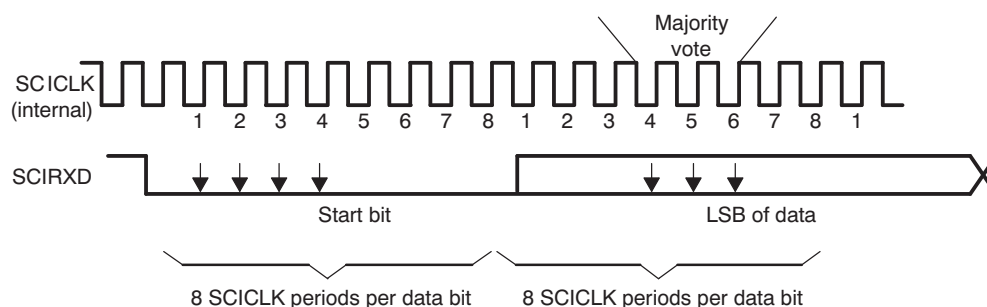 Majority
vote
SCICLK
(internal)
1 2 3 4 5 6 7 8 1 2 3 4 5 6 7 8 1
SCIRXD
Start bit LSB of data
8 SCICLK periods per data bit 8 SCICLK periods per data bit